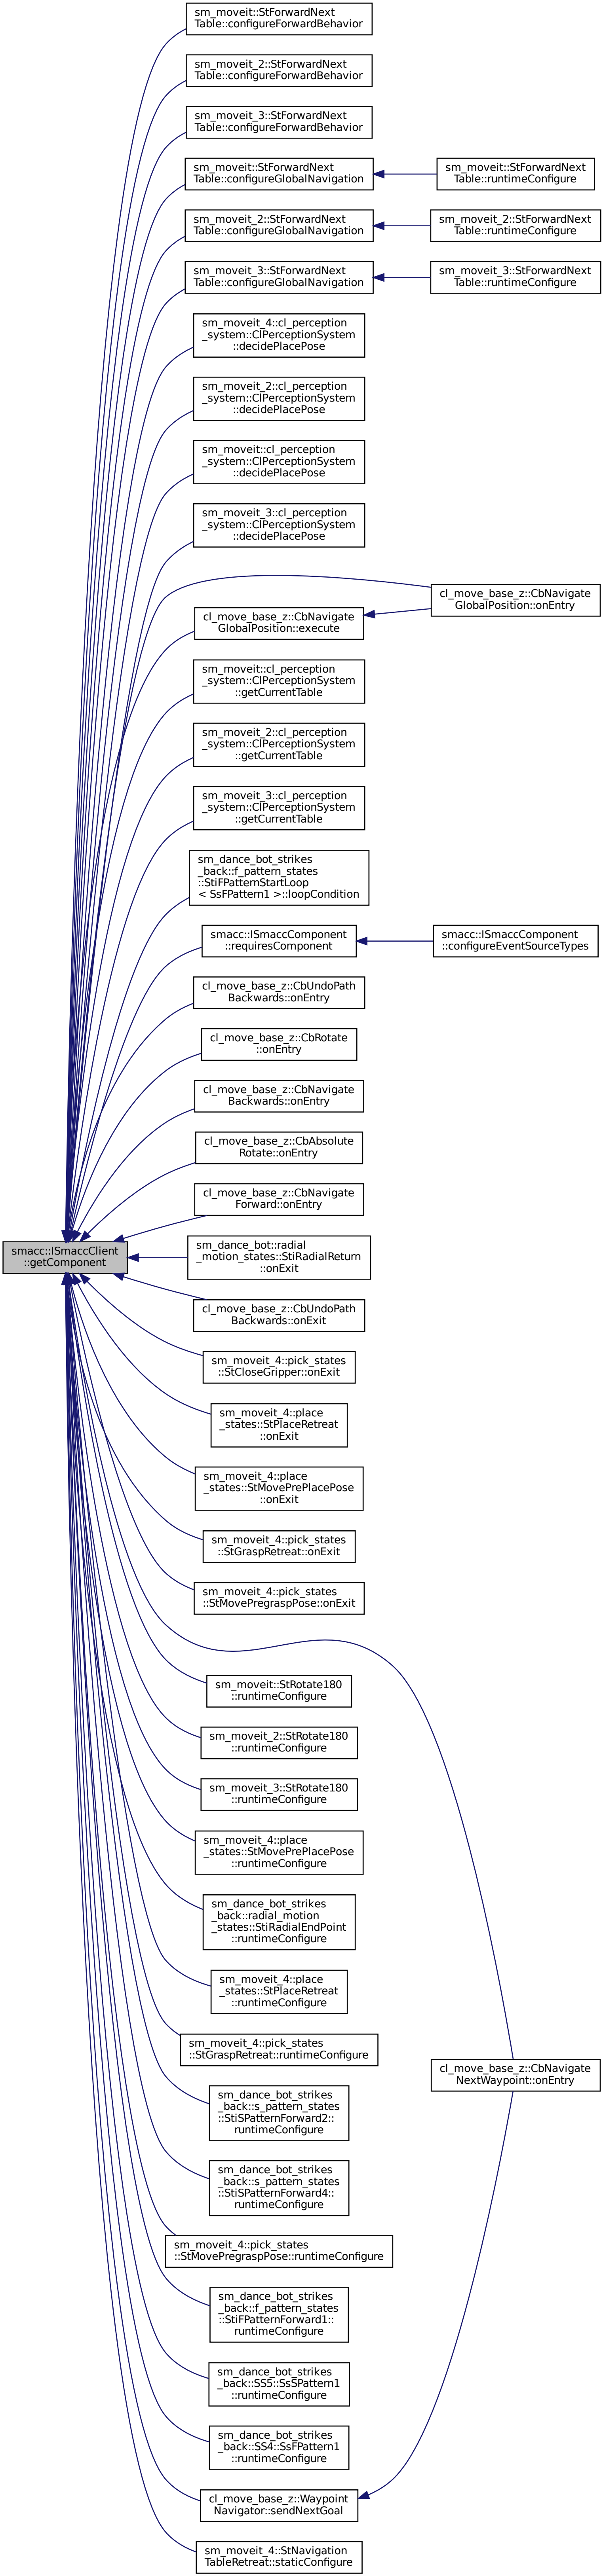 sm_moveit::StForwardNext
Table::configureForwardBehavior
sm_moveit_2::StForwardNext
Table::configureForwardBehavior
sm_moveit_3::StForwardNext
Table::configureForwardBehavior
sm_moveit::StForwardNext
Table::configureGlobalNavigation
sm_moveit::StForwardNext
Table::runtimeConfigure
sm_moveit_2::StForwardNext
Table::configureGlobalNavigation
sm_moveit_2::StForwardNext
Table::runtimeConfigure
sm_moveit_3::StForwardNext
Table::configureGlobalNavigation
sm_moveit_3::StForwardNext
Table::runtimeConfigure
sm_moveit_4::cl_perception
_system::ClPerceptionSystem
::decidePlacePose
sm_moveit_2::cl_perception
_system::ClPerceptionSystem
::decidePlacePose
sm_moveit::cl_perception
_system::ClPerceptionSystem
::decidePlacePose
sm_moveit_3::cl_perception
_system::ClPerceptionSystem
::decidePlacePose
cl_move_base_z::CbNavigate
GlobalPosition::onEntry
cl_move_base_z::CbNavigate
GlobalPosition::execute
sm_moveit::cl_perception
_system::ClPerceptionSystem
::getCurrentTable
sm_moveit_2::cl_perception
_system::ClPerceptionSystem
::getCurrentTable
sm_moveit_3::cl_perception
_system::ClPerceptionSystem
::getCurrentTable
sm_dance_bot_strikes
_back::f_pattern_states
::StiFPatternStartLoop
< SsFPattern1 >::loopCondition
smacc::ISmaccComponent
::requiresComponent
smacc::ISmaccComponent
::configureEventSourceTypes
cl_move_base_z::CbUndoPath
Backwards::onEntry
cl_move_base_z::CbRotate
::onEntry
cl_move_base_z::CbNavigate
Backwards::onEntry
cl_move_base_z::CbAbsolute
Rotate::onEntry
cl_move_base_z::CbNavigate
Forward::onEntry
smacc::ISmaccClient
::getComponent
sm_dance_bot::radial
_motion_states::StiRadialReturn
::onExit
cl_move_base_z::CbUndoPath
Backwards::onExit
sm_moveit_4::pick_states
::StCloseGripper::onExit
sm_moveit_4::place
_states::StPlaceRetreat
::onExit
sm_moveit_4::place
_states::StMovePrePlacePose
::onExit
sm_moveit_4::pick_states
::StGraspRetreat::onExit
sm_moveit_4::pick_states
::StMovePregraspPose::onExit
sm_moveit::StRotate180
::runtimeConfigure
sm_moveit_2::StRotate180
::runtimeConfigure
sm_moveit_3::StRotate180
::runtimeConfigure
sm_moveit_4::place
_states::StMovePrePlacePose
::runtimeConfigure
sm_dance_bot_strikes
_back::radial_motion
_states::StiRadialEndPoint
::runtimeConfigure
sm_moveit_4::place
_states::StPlaceRetreat
::runtimeConfigure
sm_moveit_4::pick_states
::StGraspRetreat::runtimeConfigure
cl_move_base_z::CbNavigate
NextWaypoint::onEntry
sm_dance_bot_strikes
_back::s_pattern_states
::StiSPatternForward2::
runtimeConfigure
sm_dance_bot_strikes
_back::s_pattern_states
::StiSPatternForward4::
runtimeConfigure
sm_moveit_4::pick_states
::StMovePregraspPose::runtimeConfigure
sm_dance_bot_strikes
_back::f_pattern_states
::StiFPatternForward1::
runtimeConfigure
sm_dance_bot_strikes
_back::SS5::SsSPattern1
::runtimeConfigure
sm_dance_bot_strikes
_back::SS4::SsFPattern1
::runtimeConfigure
cl_move_base_z::Waypoint
Navigator::sendNextGoal
sm_moveit_4::StNavigation
TableRetreat::staticConfigure